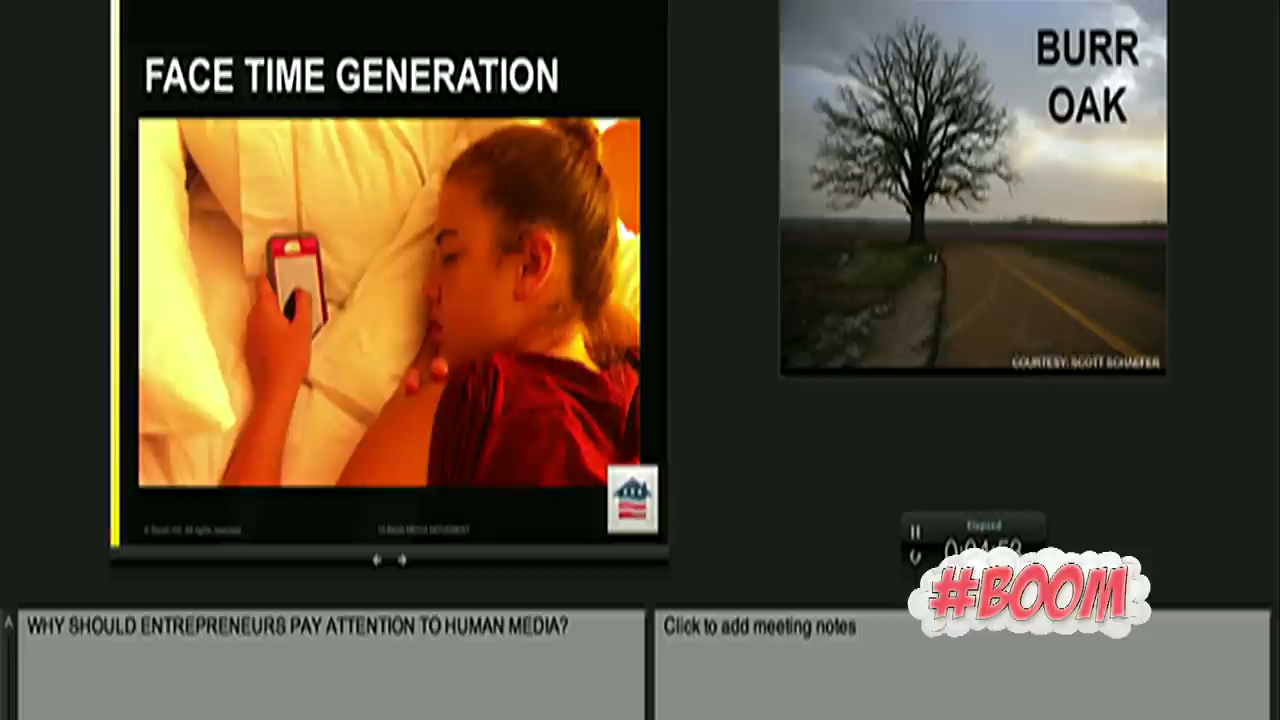 FACE TIME GENERATION
BURR
OAK
COURTESY: SCOTT SCHAEFER
Elapsed
#BOOM
WHY SHOULD ENTREPRENEURS PAY ATTENTION TO HUMAN MEDIA?
Click to add meeting notes